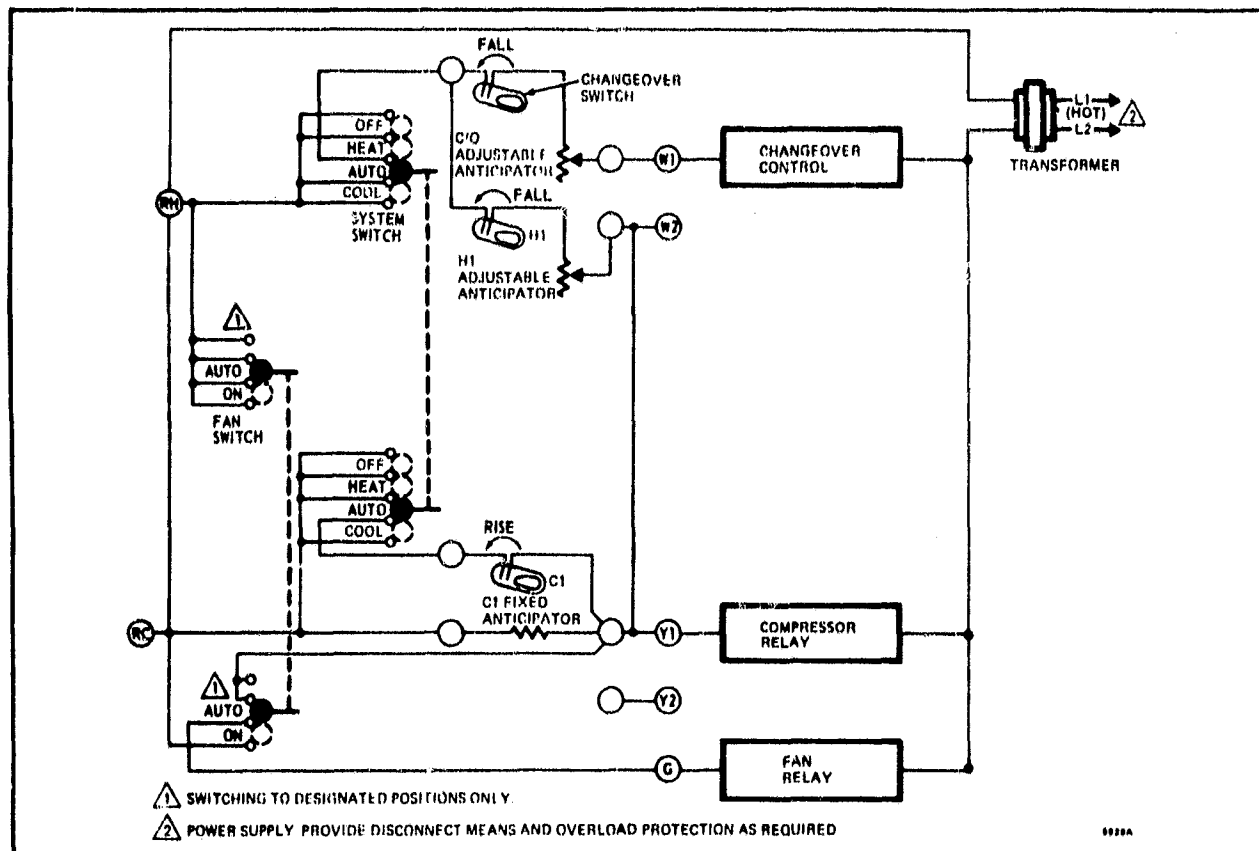 FALL
CHANGEOVER
SWITCH
OFF
HEAT
AUTO
COOL
SYSTEM
SWITCH
C/O
ADJUSTABLE
ANTICIPATOR
W1
CHANGEOVER
CONTROL
L1
(HOT)
L2
2
TRANSFORMER
RH
FALL
H1
W2
H1
ADJUSTABLE
ANTICIPATOR
1
AUTO
ON
FAN
SWITCH
OFF
HEAT
AUTO
COOL
RISE
C1
C1 FIXED
ANTICIPATOR
RC
Y1
COMPRESSOR
RELAY
1
AUTO
ON
Y2
G
FAN
RELAY
1 SWITCHING TO DESIGNATED POSITIONS ONLY.
2 POWER SUPPLY PROVIDE DISCONNECT MEANS AND OVERLOAD PROTECTION AS REQUIRED